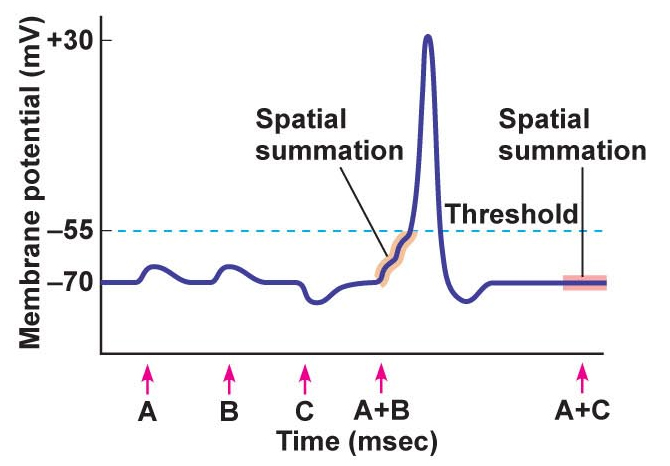 Membrane potential (mV)
+30
–55
–70
Spatial
summation
Spatial
summation
Threshold
A
B
C
A+B
A+C
Time (msec)